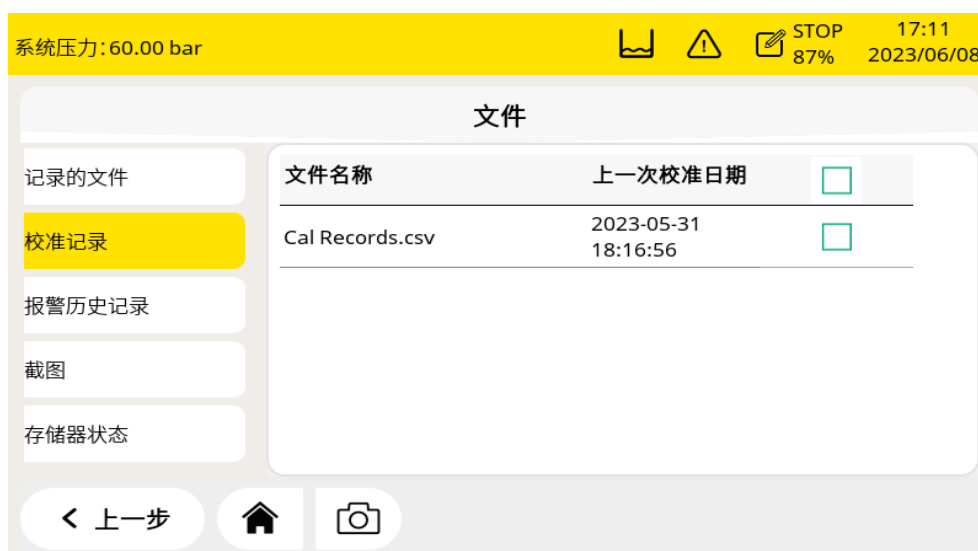 系统压力:60.00 bar
STOP
87%
17:11
2023/06/08
文件
记录的文件
校准记录
报警历史记录
截图
存储器状态
文件名称 上一次校准日期
Cal Records.csv
2023-05-31
18:16:56
上一步